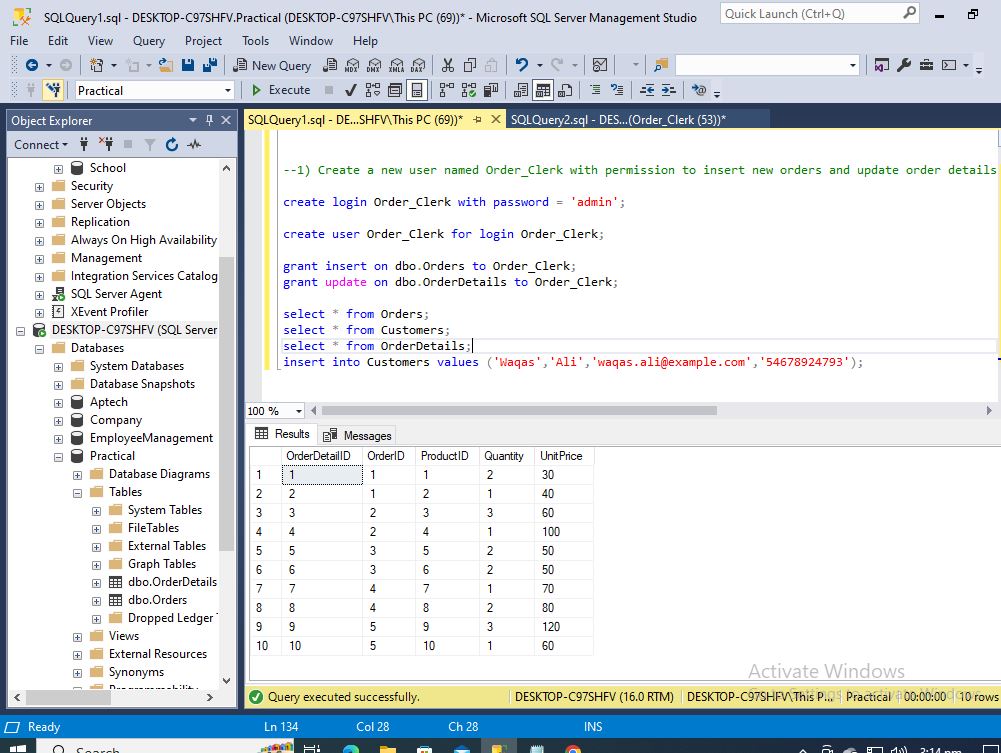 SQLQuery1.sql - DESKTOP-C97SHFV.Practical (DESKTOP-C97SHFV\This PC (69))* - Microsoft SQL Server Management Studio
Quick Launch (Ctrl+Q)
File Edit View Query Project Tools Window Help
New Query MDX DMX XMLA DAX
Practical Execute
Object Explorer
Connect
School
Security
Server Objects
Replication
Always On High Availability
Management
Integration Services Catalog
SQL Server Agent
XEvent Profiler
DESKTOP-C97SHFV (SQL Server
Databases
System Databases
Database Snapshots
Aptech
Company
EmployeeManagement
Practical
Database Diagrams
Tables
System Tables
FileTables
External Tables
Graph Tables
dbo.OrderDetails
dbo.Orders
Dropped Ledger
Views
External Resources
Synonyms
SQLQuery1.sql - DE...SHFV\This PC (69))* SQLQuery2.sql - DES...(Order_Clerk (53))*
--1) Create a new user named Order_Clerk with permission to insert new orders and update order details
create login Order_Clerk with password = 'admin';
create user Order_Clerk for login Order_Clerk;
grant insert on dbo.Orders to Order_Clerk;
grant update on dbo.OrderDetails to Order_Clerk;
select * from Orders;
select * from Customers;
select * from OrderDetails;
insert into Customers values ('Waqas','Ali','waqas.ali@example.com','54678924793');
100 %
Results Messages
OrderDetailID OrderID ProductID Quantity UnitPrice
1 1 1 1 2 30
2 2 1 2 1 40
3 3 2 3 3 60
4 4 2 4 1 100
5 5 3 5 2 50
6 6 3 6 2 50
7 7 4 7 1 70
8 8 4 8 2 80
9 9 5 9 3 120
10 10 5 10 1 60
Activate Windows
Query executed successfully. DESKTOP-C97SHFV (16.0 RTM) DESKTOP-C97SHFV\This P... Practical 00:00:00 10 rows
Ready Ln 134 Col 28 Ch 28 INS
Search 2:14 pm